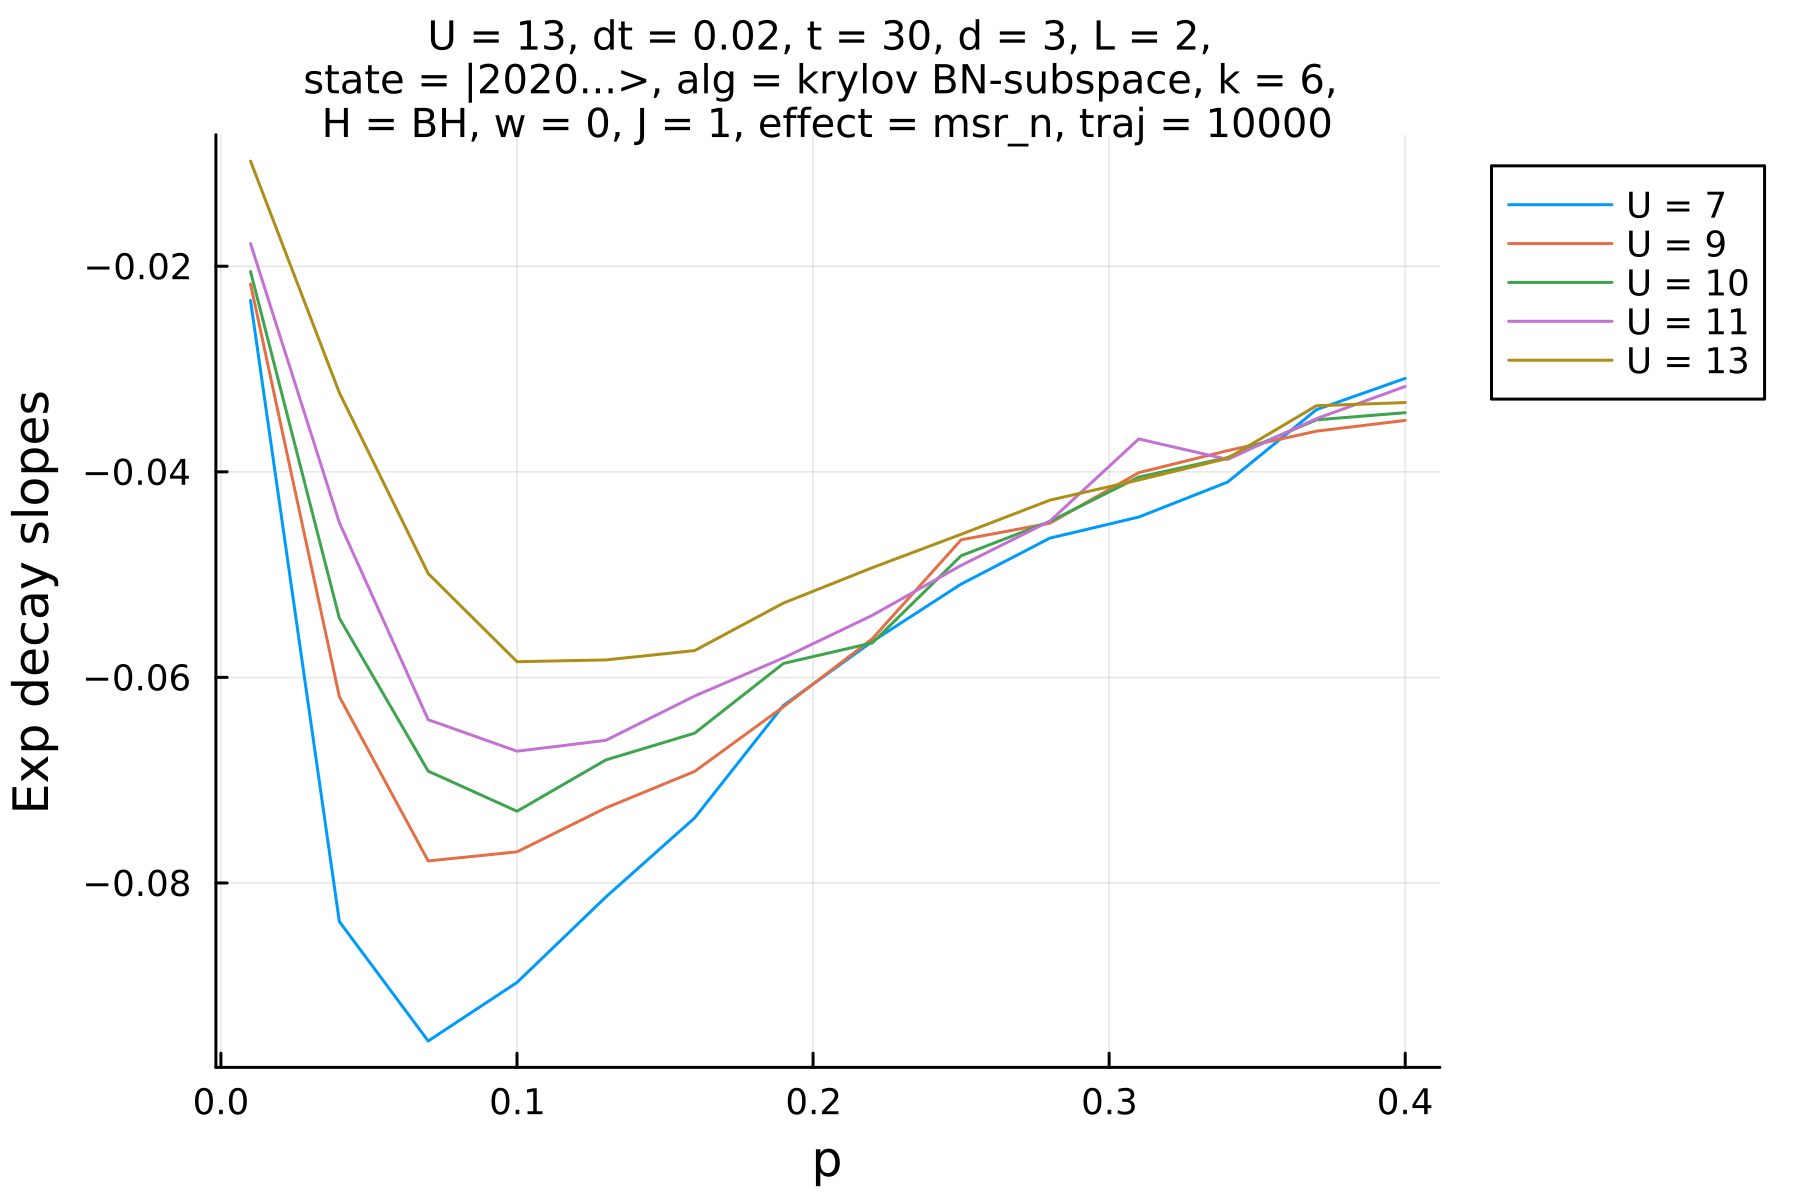 U = 13, dt = 0.02, t = 30, d = 3, L = 2,
state = |2020...>, alg = krylov BN-subspace, k = 6,
H = BH, w = 0, J = 1, effect = msr_n, traj = 10000
U = 7
U = 9
U = 10
U = 11
U = 13
Exp decay slopes
−0.02
−0.04
−0.06
−0.08
0.0 0.1 0.2 0.3 0.4
p